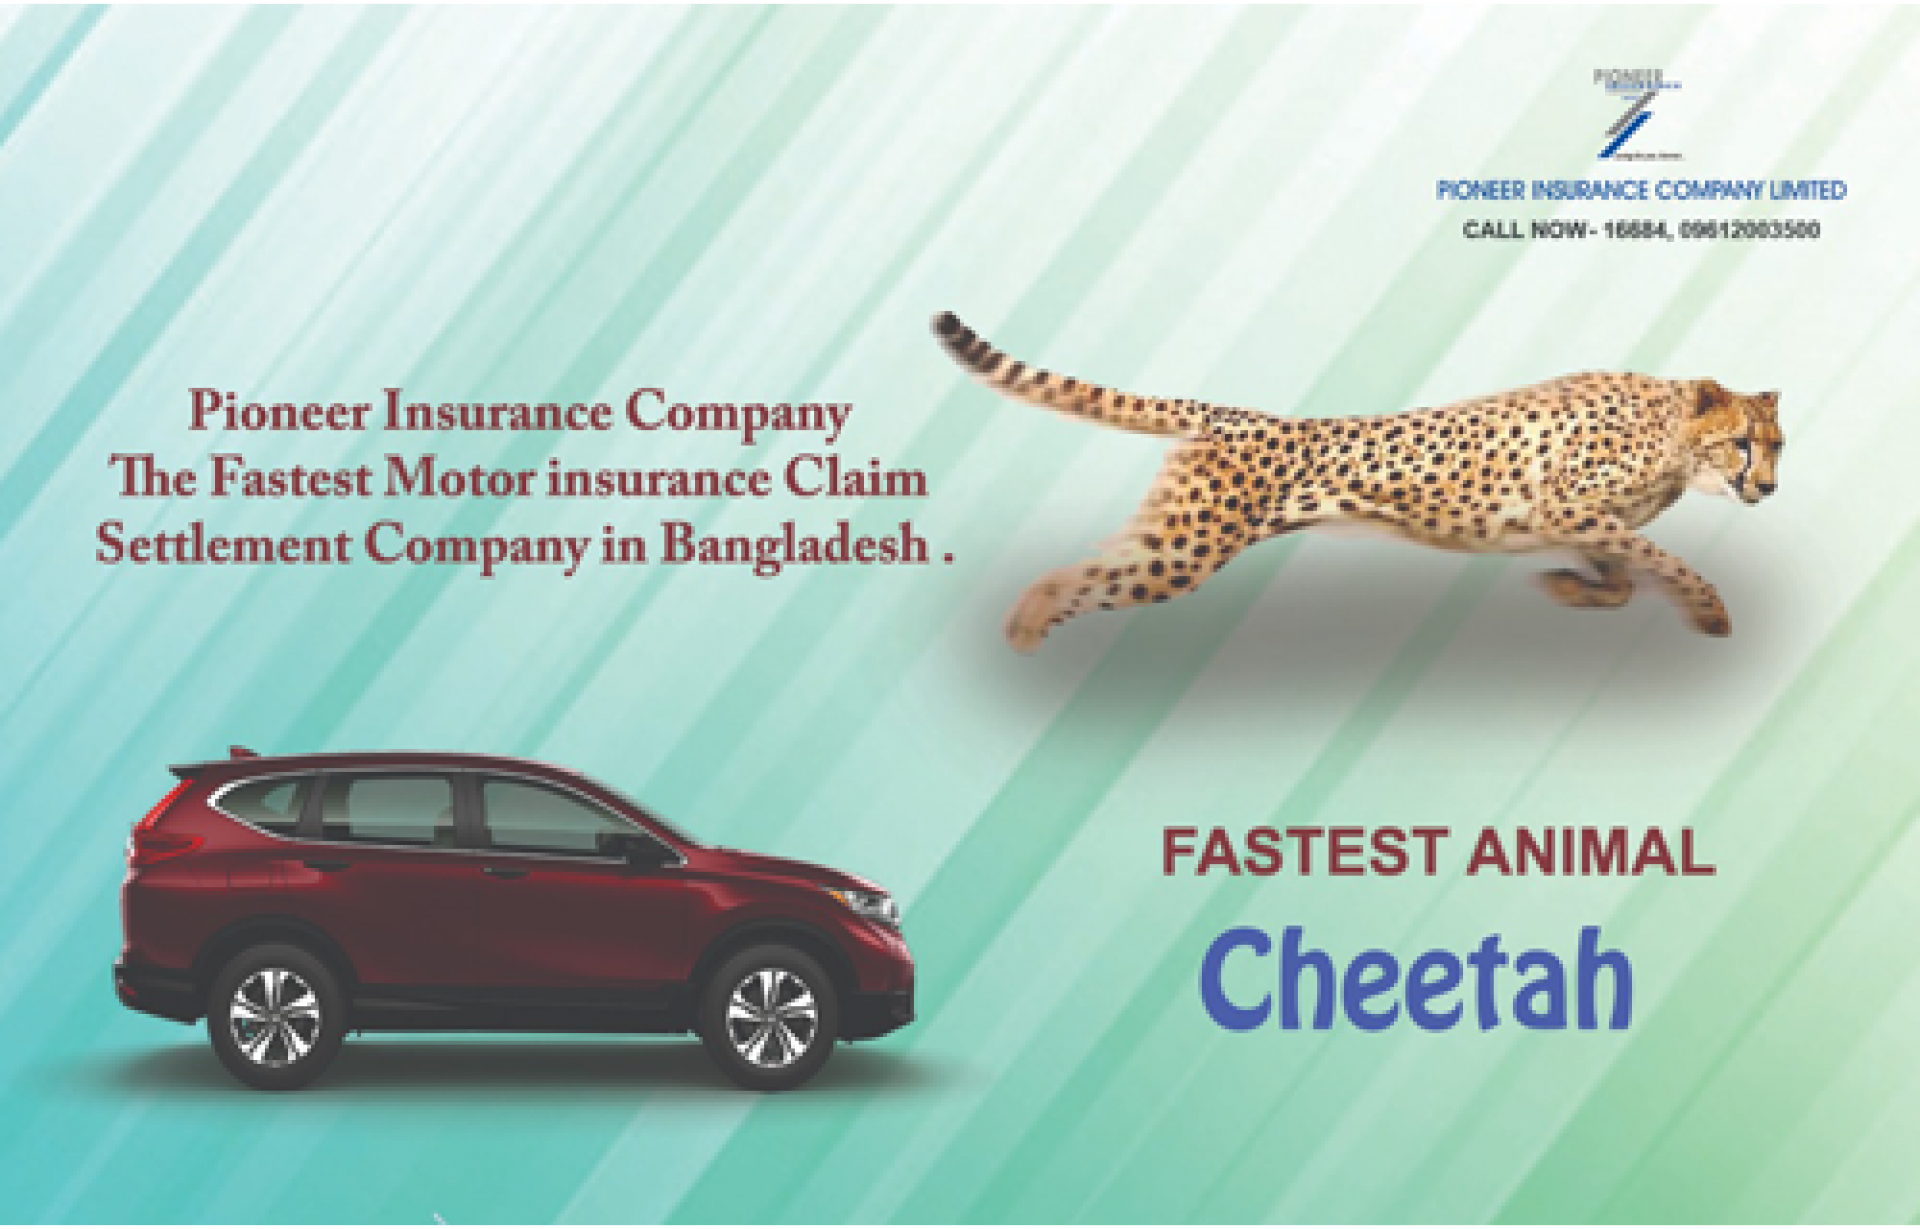 PIONEER
PIONEER INSURANCE COMPANY LIMITED
CALL NOW- 16684, 09612003500
Pioneer Insurance Company
The Fastest Motor insurance Claim
Settlement Company in Bangladesh .
FASTEST ANIMAL
Cheetah